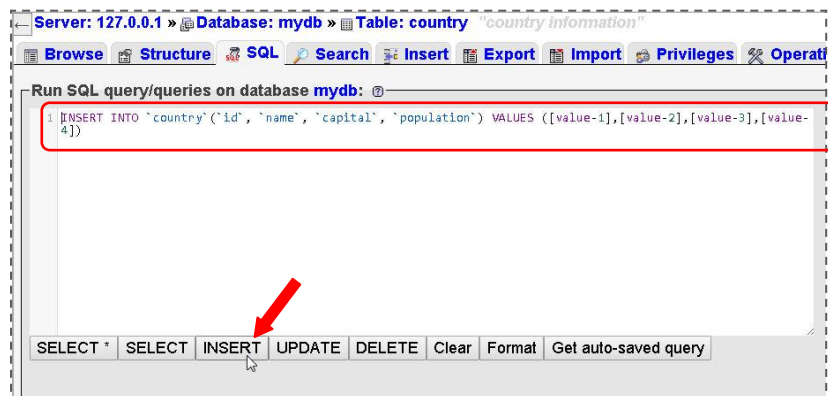 Server: 127.0.0.1 » Database: mydb » Table: country "country information"
Browse Structure SQL Search Insert Export Import Privileges Operati
Run SQL query/queries on database mydb:
1 INSERT INTO `country`(`id`, `name`, `capital`, `population`) VALUES ([value-1],[value-2],[value-3],[value-
4])
SELECT * SELECT INSERT UPDATE DELETE Clear Format Get auto-saved query